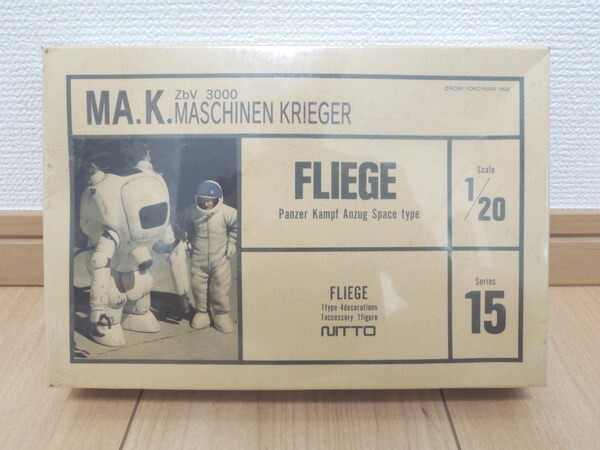 ©KOW YOKOYAMA 1986
MA.K.
ZbV 3000
MASCHINEN KRIEGER
FLIEGE
Panzer Kampf Anzug Space type
Scale
1/20
FLIEGE
1type 4decorations
1accessory 1figure
NITTO
Series
15